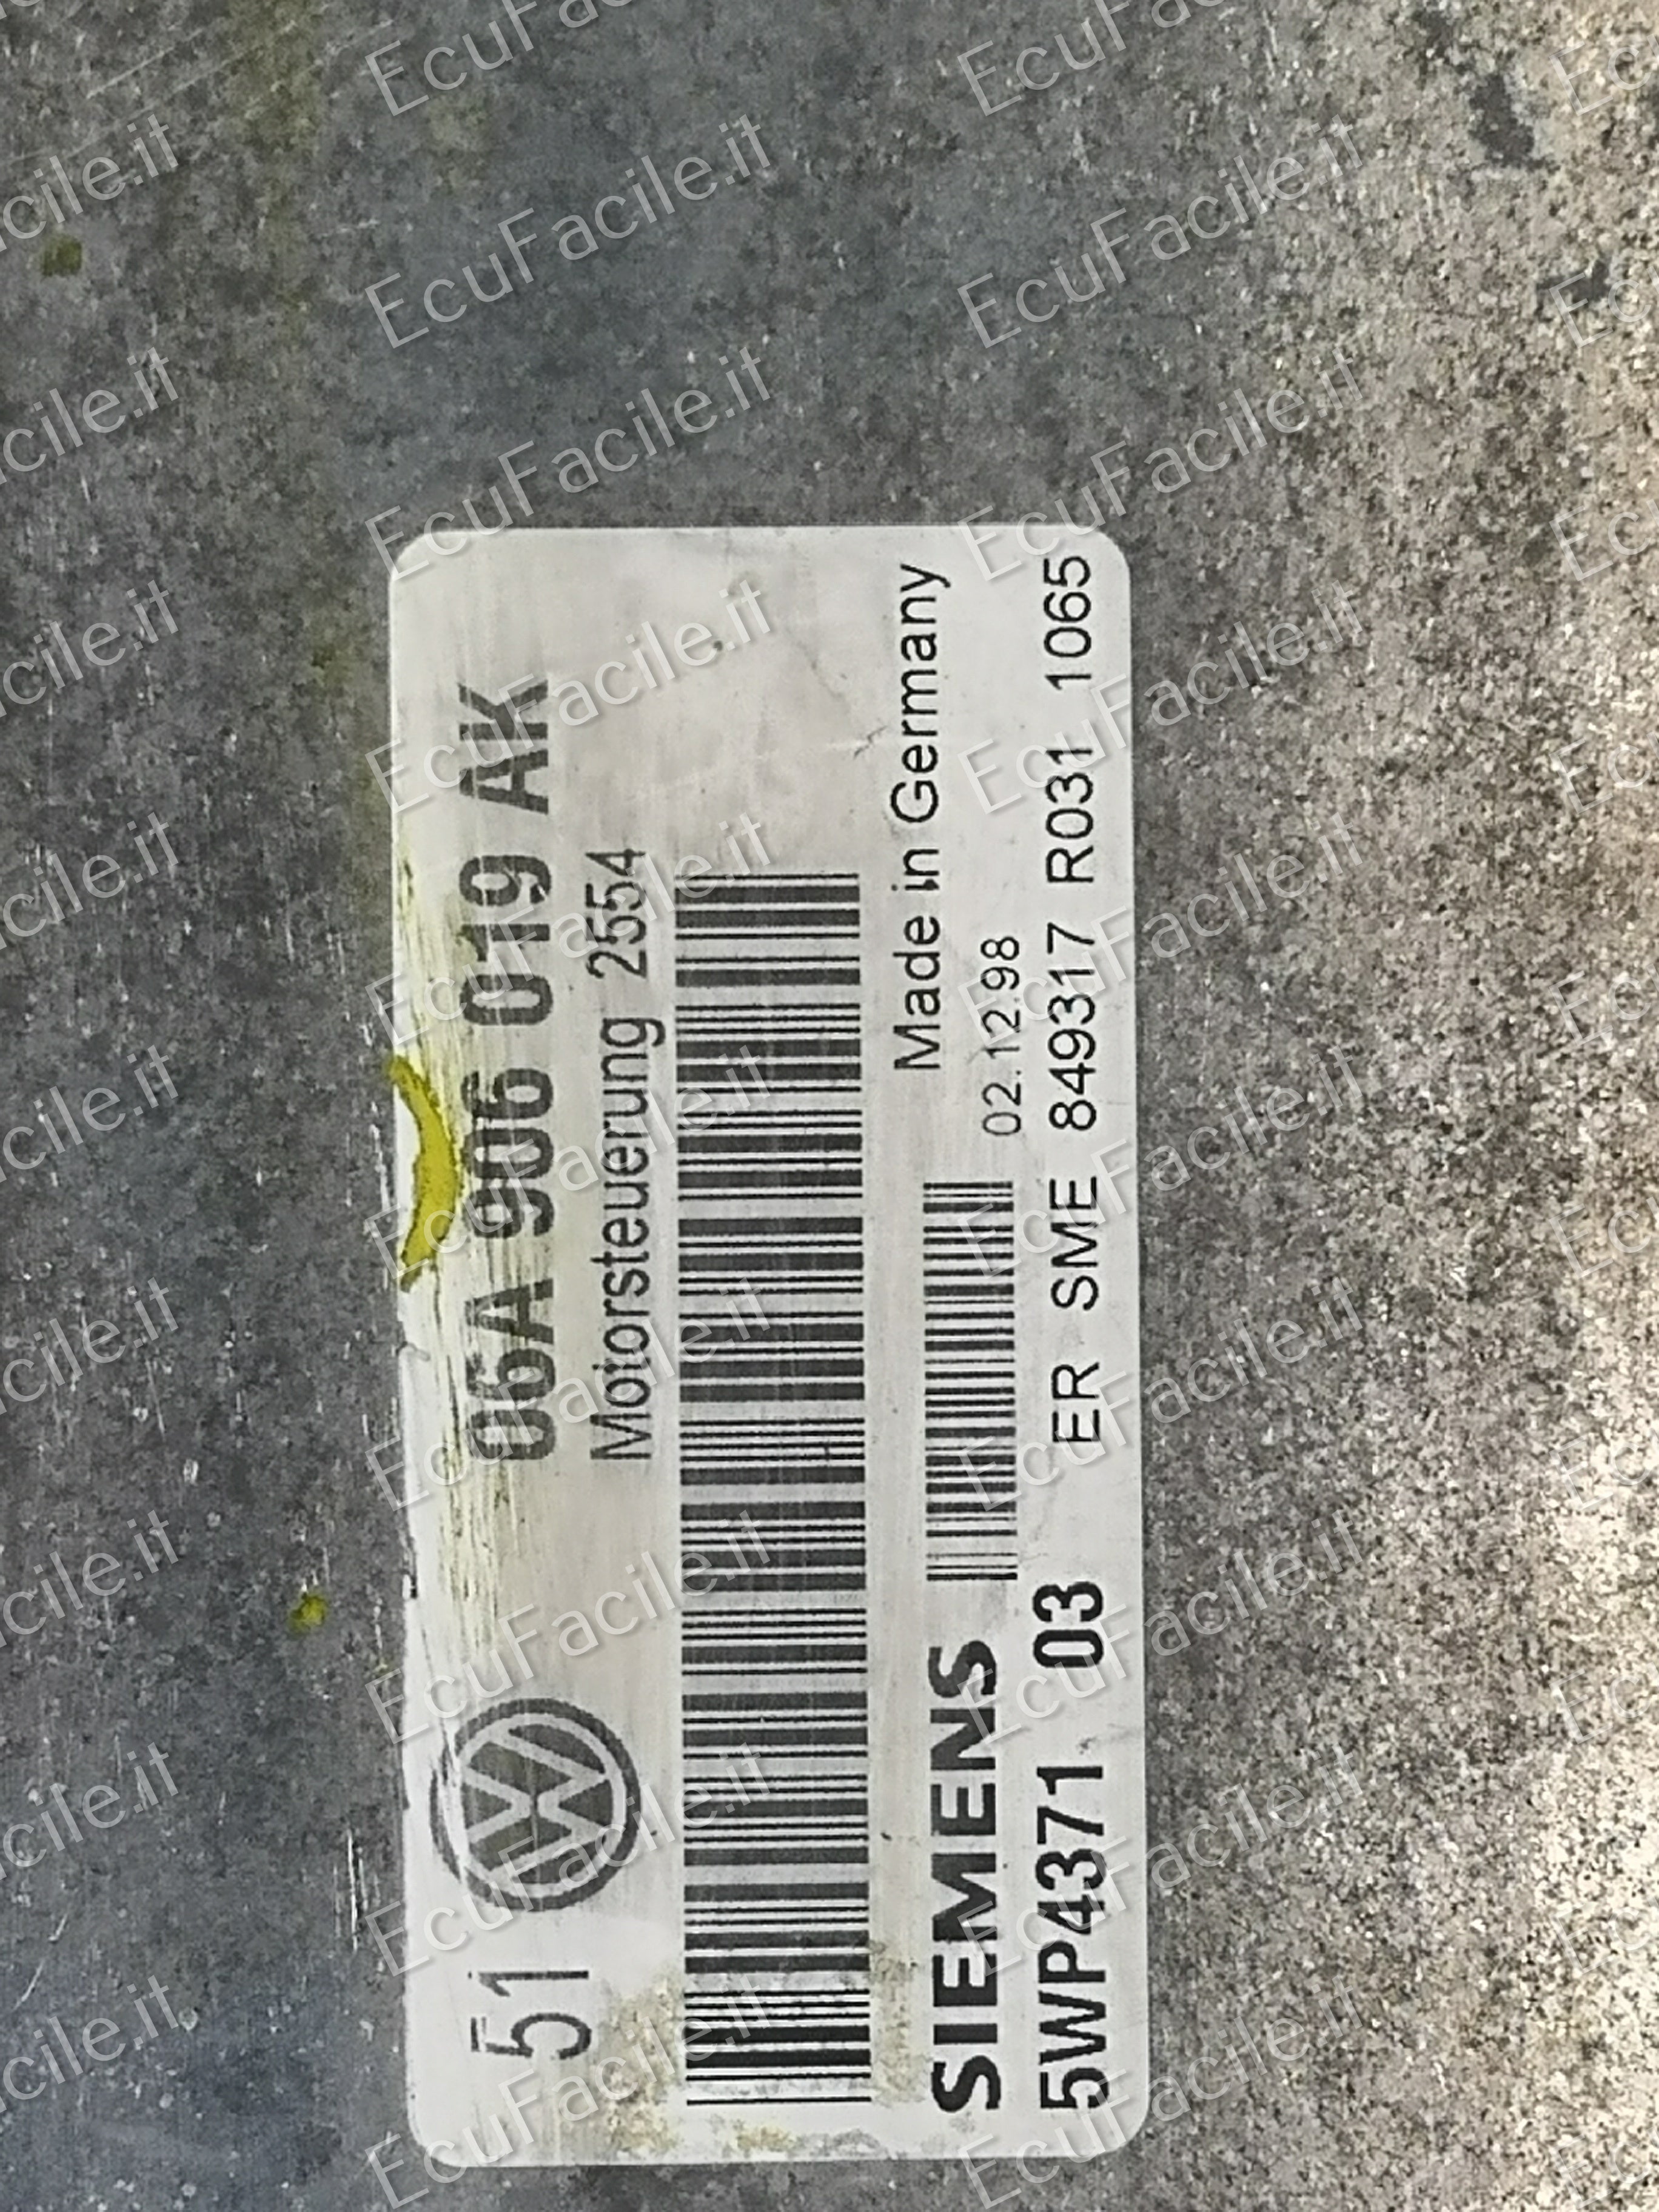 51 06A 906 019 AK
Motorsteuerung 2554
Made in Germany
SIEMENS 02.12.98
5WP4371 03 ER SME 849317 R031 1065
EcuFacile.it